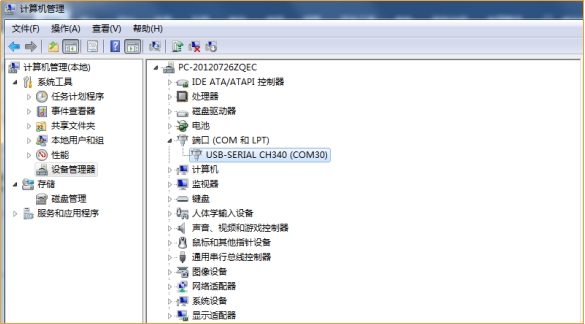 计算机管理
文件(F) 操作(A) 查看(V) 帮助(H)
计算机管理(本地)
系统工具
任务计划程序
事件查看器
共享文件夹
本地用户和组
性能
设备管理器
存储
磁盘管理
服务和应用程序
PC-20120726ZQEC
IDE ATA/ATAPI 控制器
处理器
磁盘驱动器
电池
端口 (COM 和 LPT)
USB-SERIAL CH340 (COM30)
计算机
监视器
键盘
人体学输入设备
声音、视频和游戏控制器
鼠标和其他指针设备
通用串行总线控制器
图像设备
网络适配器
系统设备
显示适配器